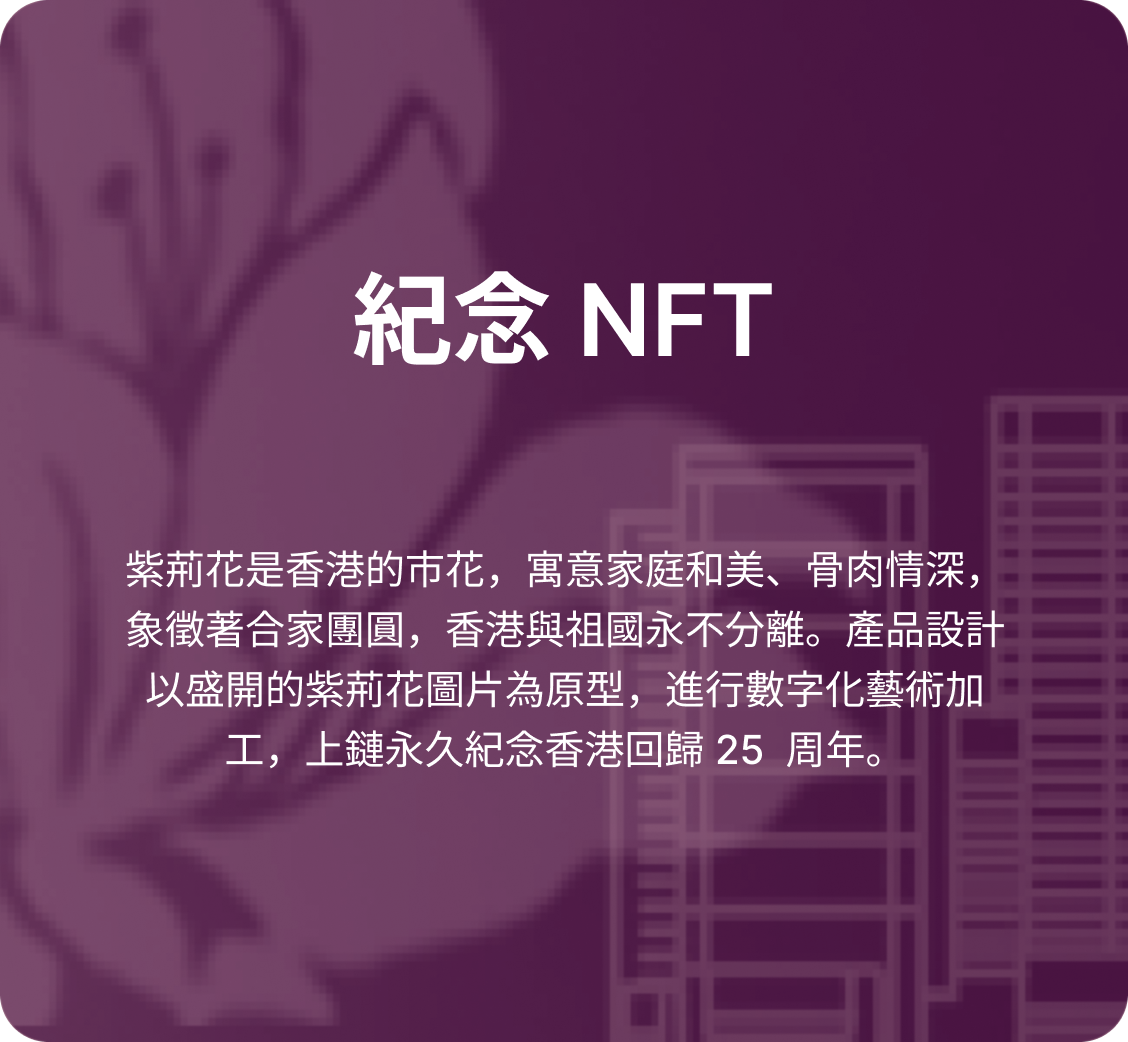 紀念 NFT
紫荊花是香港的市花，寓意家庭和美、骨肉情深，
象徵著合家團圓，香港與祖國永不分離。產品設計
以盛開的紫荊花圖片為原型，進行數字化藝術加
工，上鏈永久紀念香港回歸 25 周年。